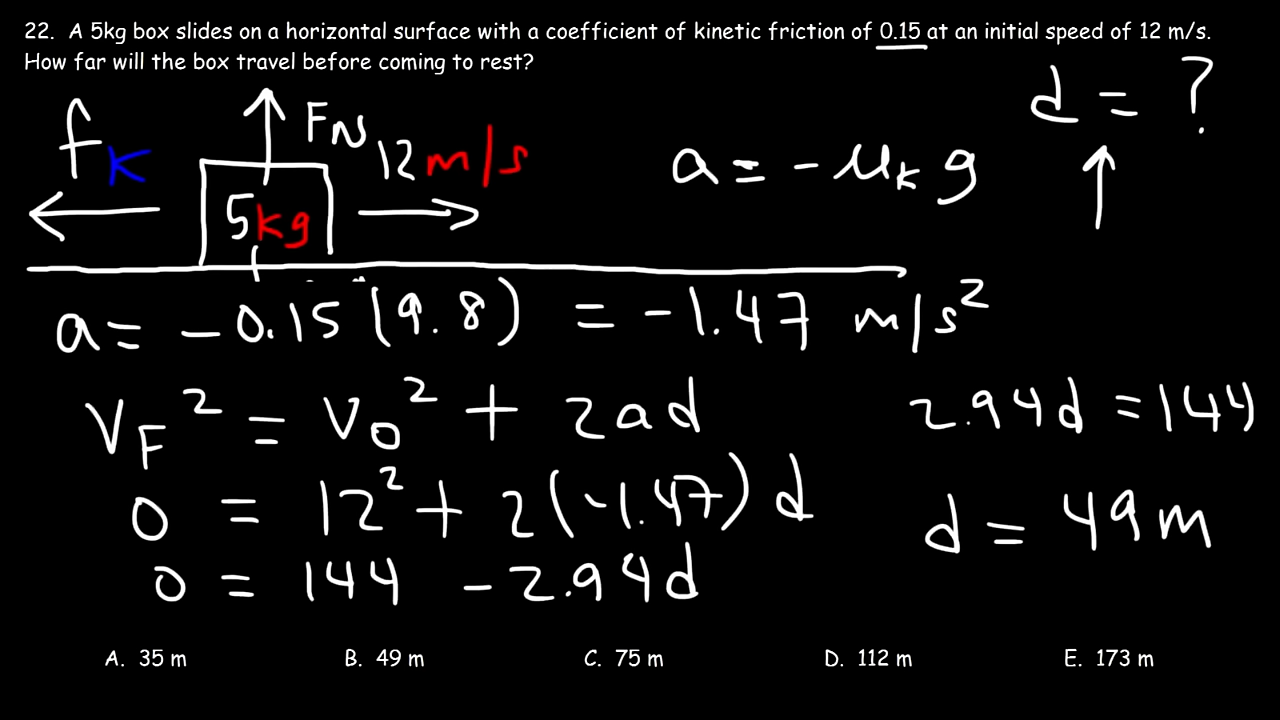 22. A 5kg box slides on a horizontal surface with a coefficient of kinetic friction of 0.15 at an initial speed of 12 m/s.
How far will the box travel before coming to rest?
d = ?
fK
FN
12 m/s
a = -μK g
5kg
a = -0.15 (9.8) = -1.47 m/s²
VF² = V0² + 2ad
2.94d = 144
0 = 12² + 2(-1.47)d
d = 49m
0 = 144 - 2.94d
A. 35 m B. 49 m C. 75 m D. 112 m E. 173 m